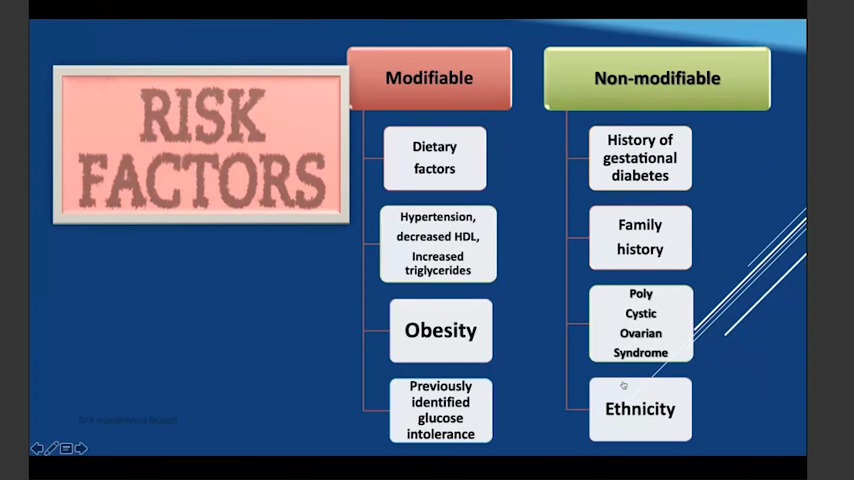 RISK
FACTORS
Modifiable
Dietary
factors
Hypertension,
decreased HDL,
Increased
triglycerides
Obesity
Previously
identified
glucose
intolerance
Non-modifiable
History of
gestational
diabetes
Family
history
Poly
Cystic
Ovarian
Syndrome
Ethnicity